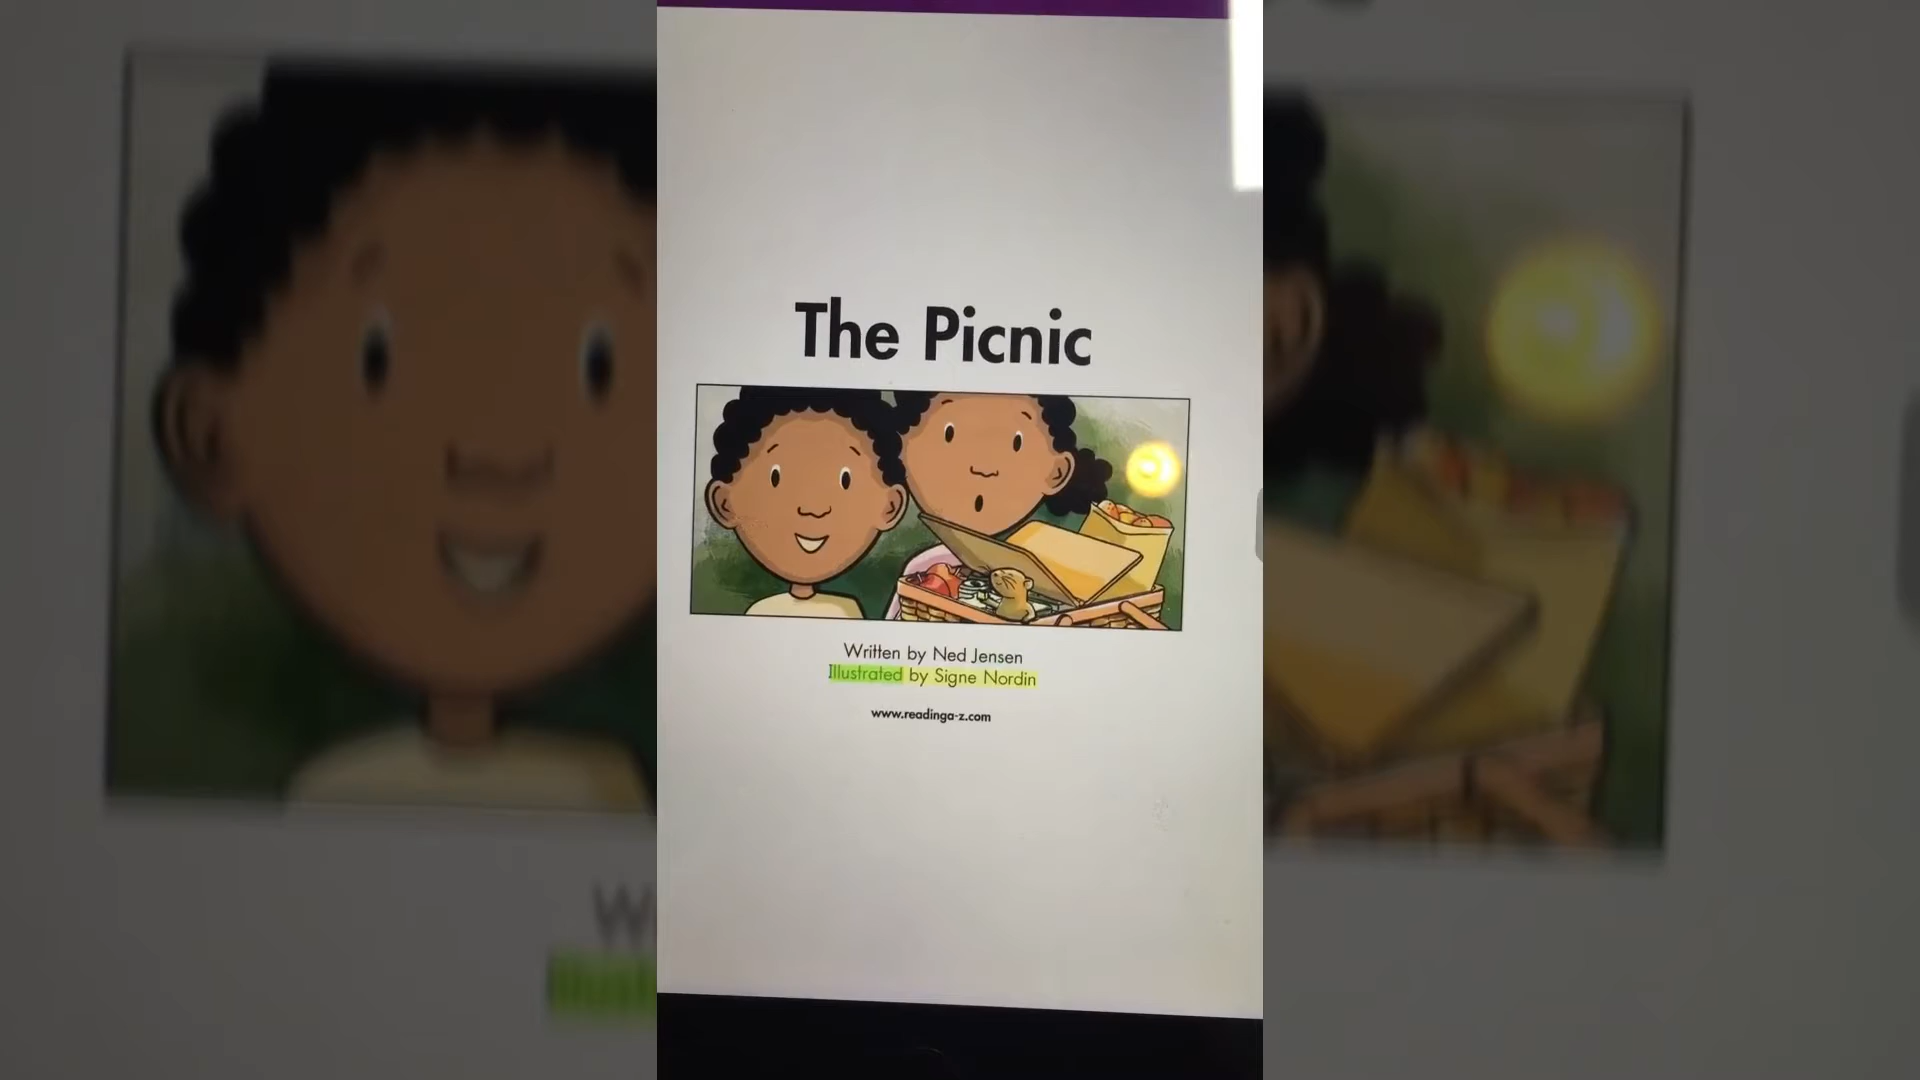 The Picnic
Written by Ned Jensen
Illustrated by Signe Nordin
www.readinga-z.com